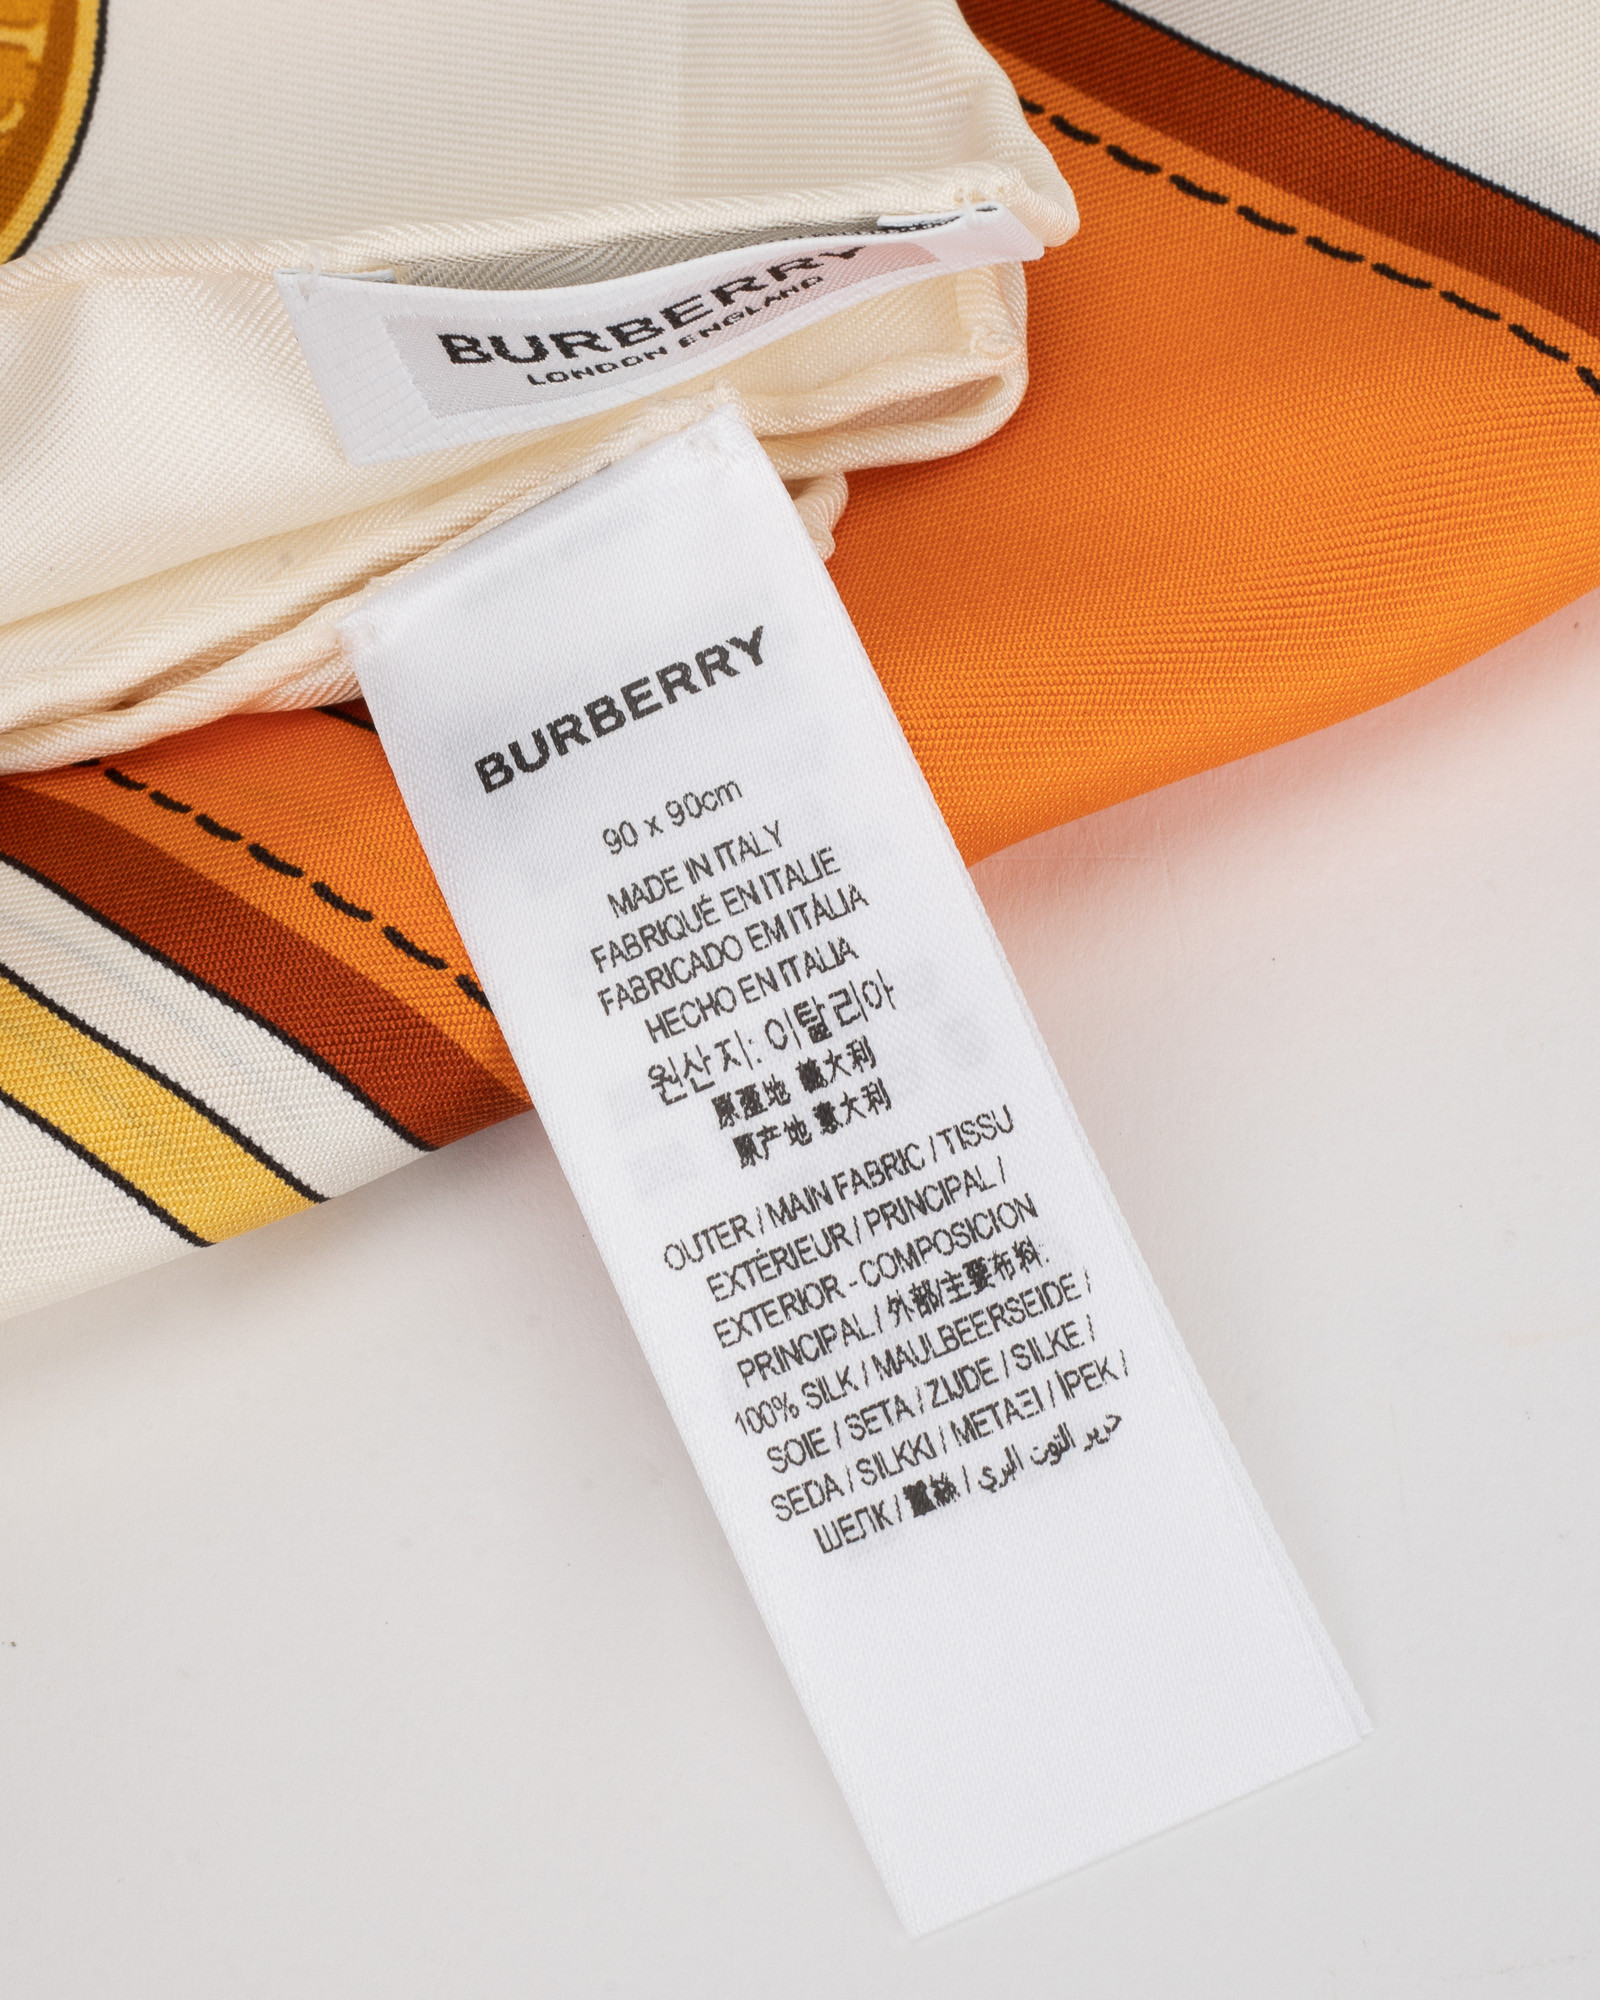 BURBERRY
LONDON ENGLAND
BURBERRY
90 x 90cm
MADE IN ITALY
FABRIQUÉ EN ITALIE
FABRICADO EM ITÁLIA
HECHO EN ITALIA
원산지: 이탈리아
原產地 義大利
原产地 意大利
OUTER / MAIN FABRIC / TISSU
EXTÉRIEUR / PRINCIPAL /
EXTERIOR - COMPOSICION
PRINCIPAL / 外部/主要布料:
100% SILK / MAULBEERSEIDE /
SOIE / SETA / ZIJDE / SILKE /
SEDA / SILKKI / ΜΕΤΑΞΙ / İPEK /
ШЕЛК / 蠶絲 / حرير التوت البري